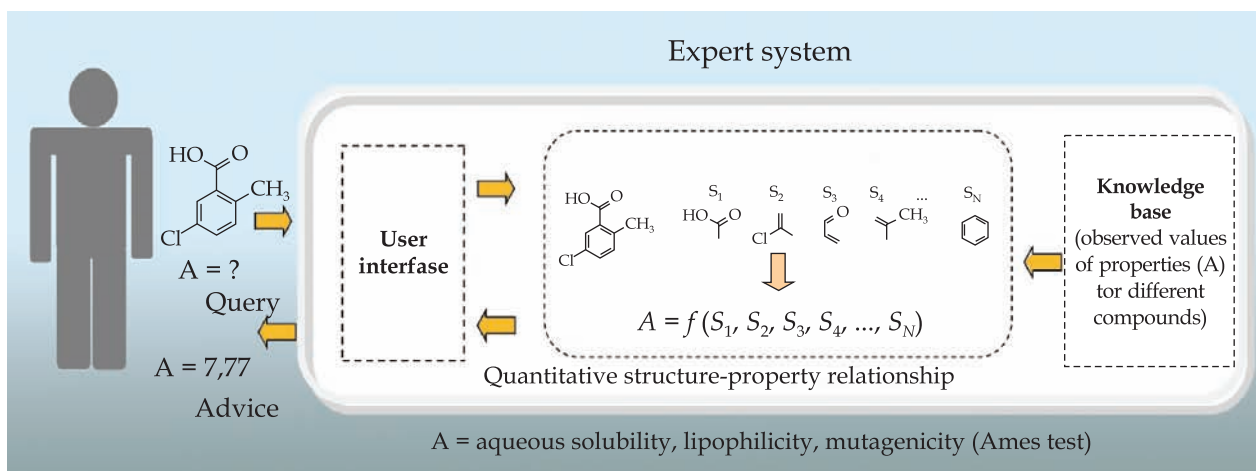 Expert system
HO
O
CH3
Cl
A = ?
Query
A = 7,77
Advice
User
interfase
HO
O
CH3
Cl
S1
S2
S3
S4
...
SN
HO
O
Cl
O
CH3
A = f (S1, S2, S3, S4, ..., SN)
Quantitative structure-property relationship
Knowledge
base
(observed values
of properties (A)
tor different
compounds)
A = aqueous solubility, lipophilicity, mutagenicity (Ames test)